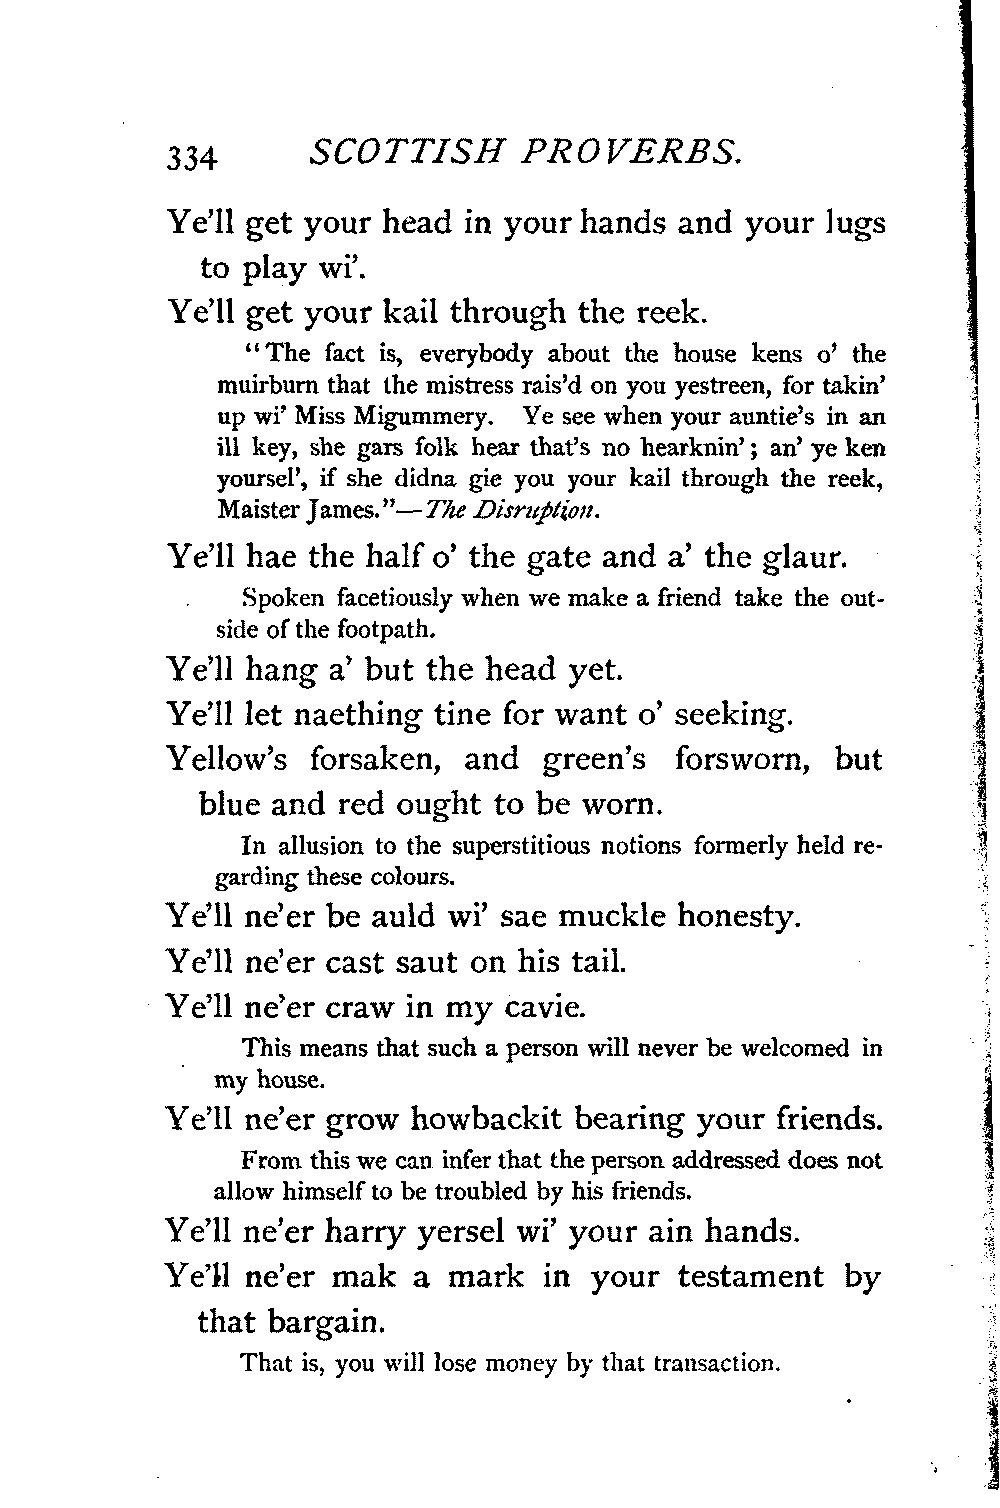 334 SCOTTISH PROVERBS.
Ye'll get your head in your hands and your lugs
to play wi'.
Ye'll get your kail through the reek.
"The fact is, everybody about the house kens o' the
muirburn that the mistress rais'd on you yestreen, for takin'
up wi' Miss Migummery. Ye see when your auntie's in an
ill key, she gars folk hear that's no hearknin'; an' ye ken
yoursel', if she didna gie you your kail through the reek,
Maister James."—The Disruption.
Ye'll hae the half o' the gate and a' the glaur.
Spoken facetiously when we make a friend take the out-
side of the footpath.
Ye'll hang a' but the head yet.
Ye'll let naething tine for want o' seeking.
Yellow's forsaken, and green's forsworn, but
blue and red ought to be worn.
In allusion to the superstitious notions formerly held re-
garding these colours.
Ye'll ne'er be auld wi' sae muckle honesty.
Ye'll ne'er cast saut on his tail.
Ye'll ne'er craw in my cavie.
This means that such a person will never be welcomed in
my house.
Ye'll ne'er grow howbackit bearing your friends.
From this we can infer that the person addressed does not
allow himself to be troubled by his friends.
Ye'll ne'er harry yersel wi' your ain hands.
Ye'll ne'er mak a mark in your testament by
that bargain.
That is, you will lose money by that transaction.